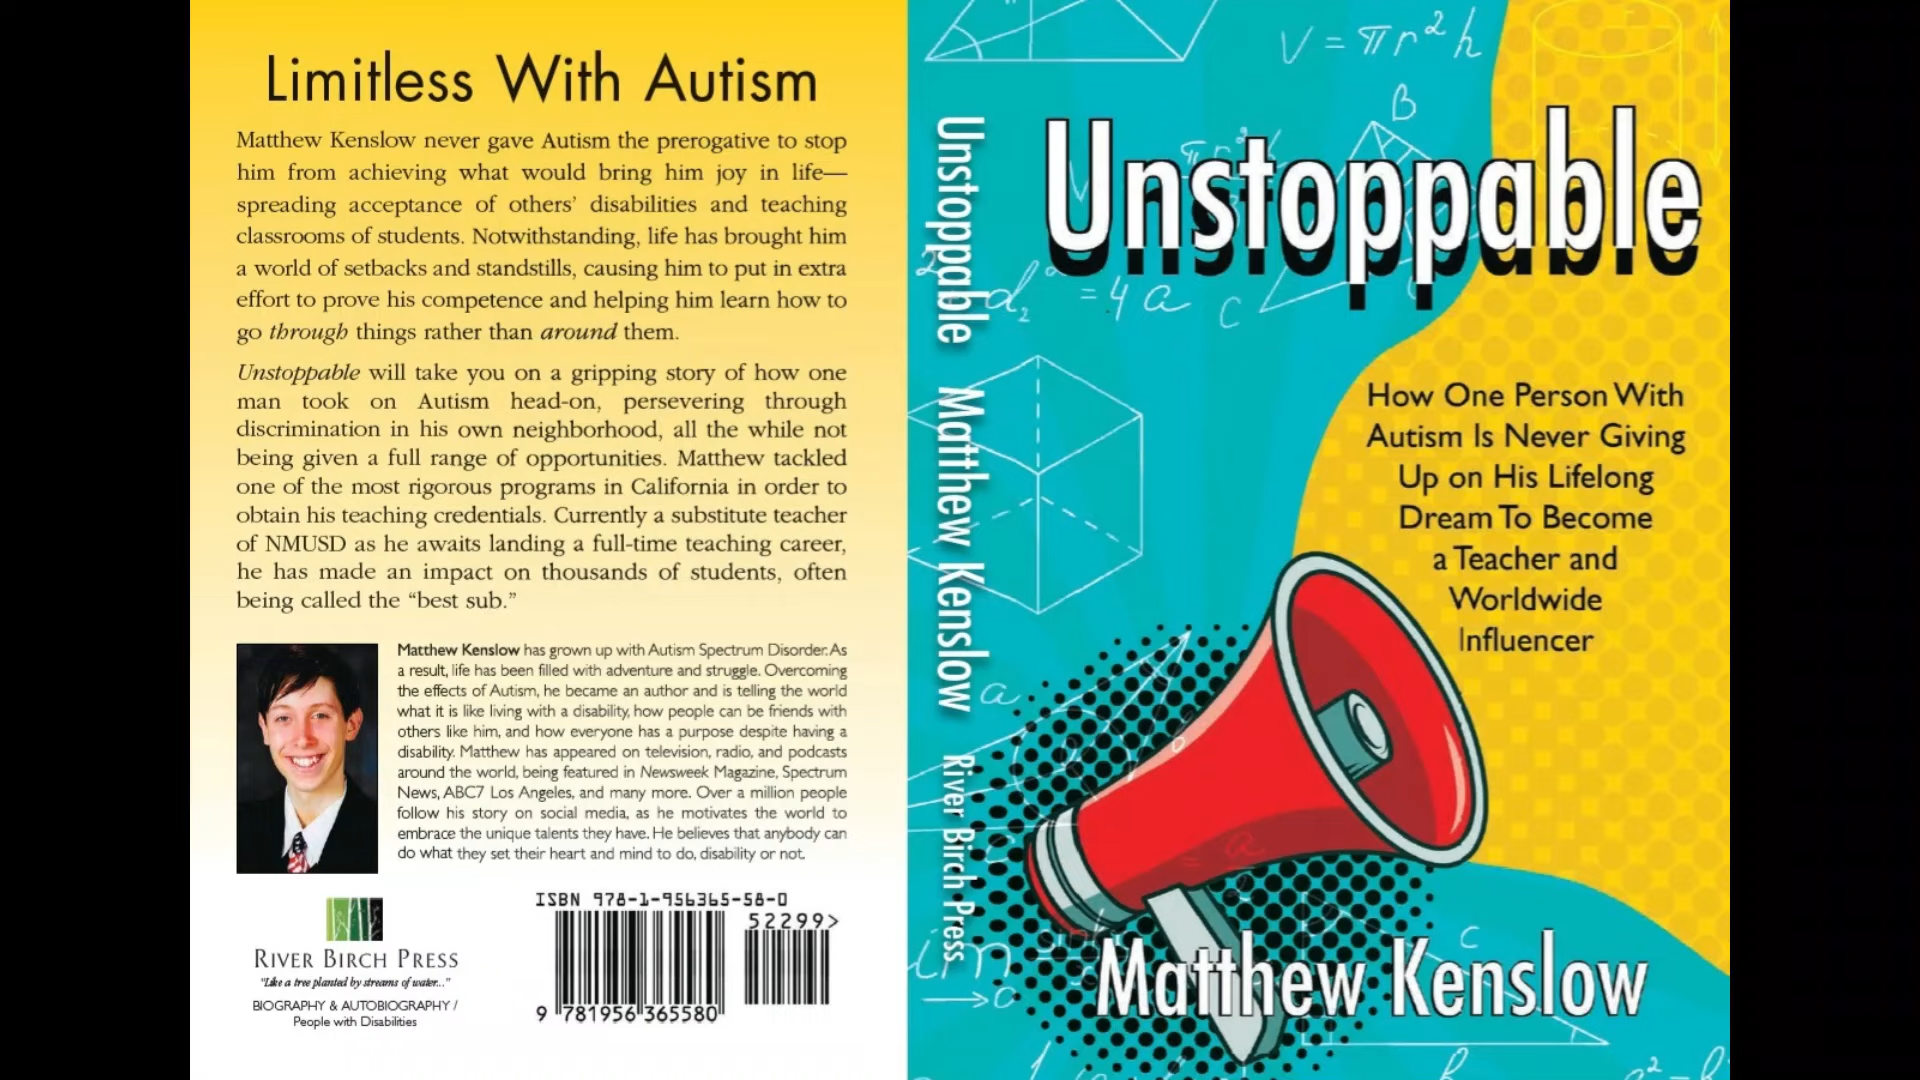 Limitless With Autism
Matthew Kenslow never gave Autism the prerogative to stop
him from achieving what would bring him joy in life—
spreading acceptance of others' disabilities and teaching
classrooms of students. Notwithstanding, life has brought him
a world of setbacks and standstills, causing him to put in extra
effort to prove his competence and helping him learn how to
go through things rather than around them.
Unstoppable will take you on a gripping story of how one
man took on Autism head-on, persevering through
discrimination in his own neighborhood, all the while not
being given a full range of opportunities. Matthew tackled
one of the most rigorous programs in California in order to
obtain his teaching credentials. Currently a substitute teacher
of NMUSD as he awaits landing a full-time teaching career,
he has made an impact on thousands of students, often
being called the “best sub.”
Matthew Kenslow has grown up with Autism Spectrum Disorder. As
a result, life has been filled with adventure and struggle. Overcoming
the effects of Autism, he became an author and is telling the world
what it is like living with a disability, how people can be friends with
others like him, and how everyone has a purpose despite having a
disability. Matthew has appeared on television, radio, and podcasts
around the world, being featured in Newsweek Magazine, Spectrum
News, ABC7 Los Angeles, and many more. Over a million people
follow his story on social media, as he motivates the world to
embrace the unique talents they have. He believes that anybody can
do what they set their heart and mind to do, disability or not.
RIVER BIRCH PRESS
"Like a tree planted by streams of water..."
BIOGRAPHY & AUTOBIOGRAPHY /
People with Disabilities
ISBN 978-1-956365-58-0
52299>
9 781956 365580
Unstoppable Matthew Kenslow River Birch Press
V = πr²h
B
Unstoppable
= 4a
C
How One Person With
Autism Is Never Giving
Up on His Lifelong
Dream To Become
a Teacher and
Worldwide
Influencer
a
c
Matthew Kenslow